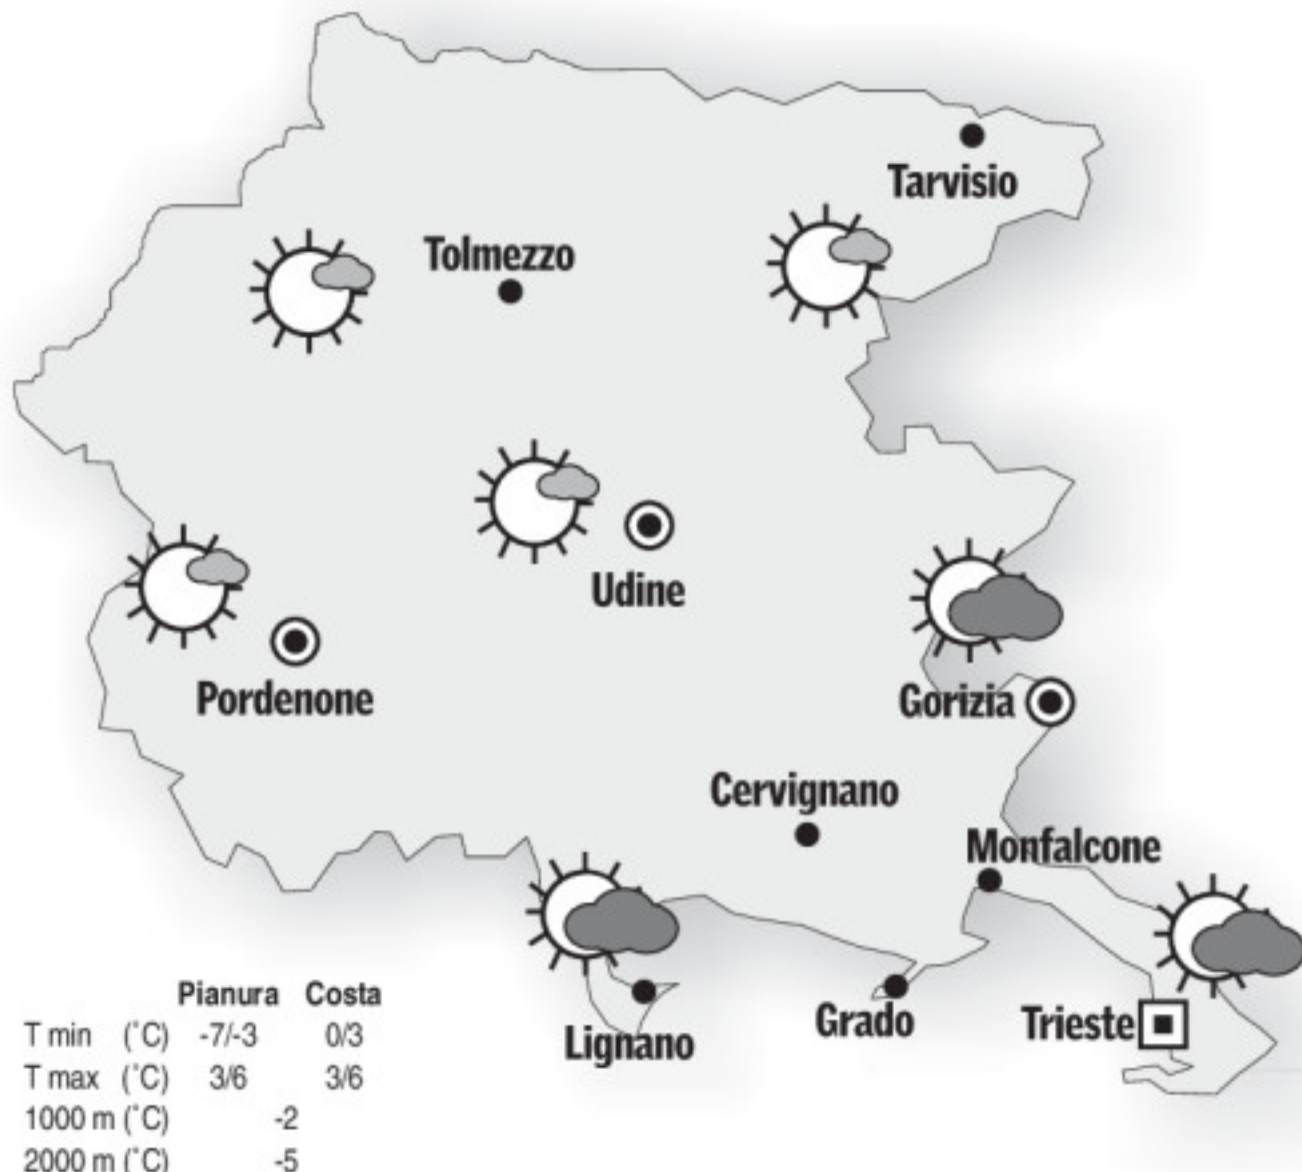 Tarvisio
Tolmezzo
Udine
Pordenone
Gorizia
Cervignano
Monfalcone
Grado
Trieste
Lignano
Pianura Costa
T min (˚C) -7/-3 0/3
T max (˚C) 3/6 3/6
1000 m (˚C) -2
2000 m (˚C) -5